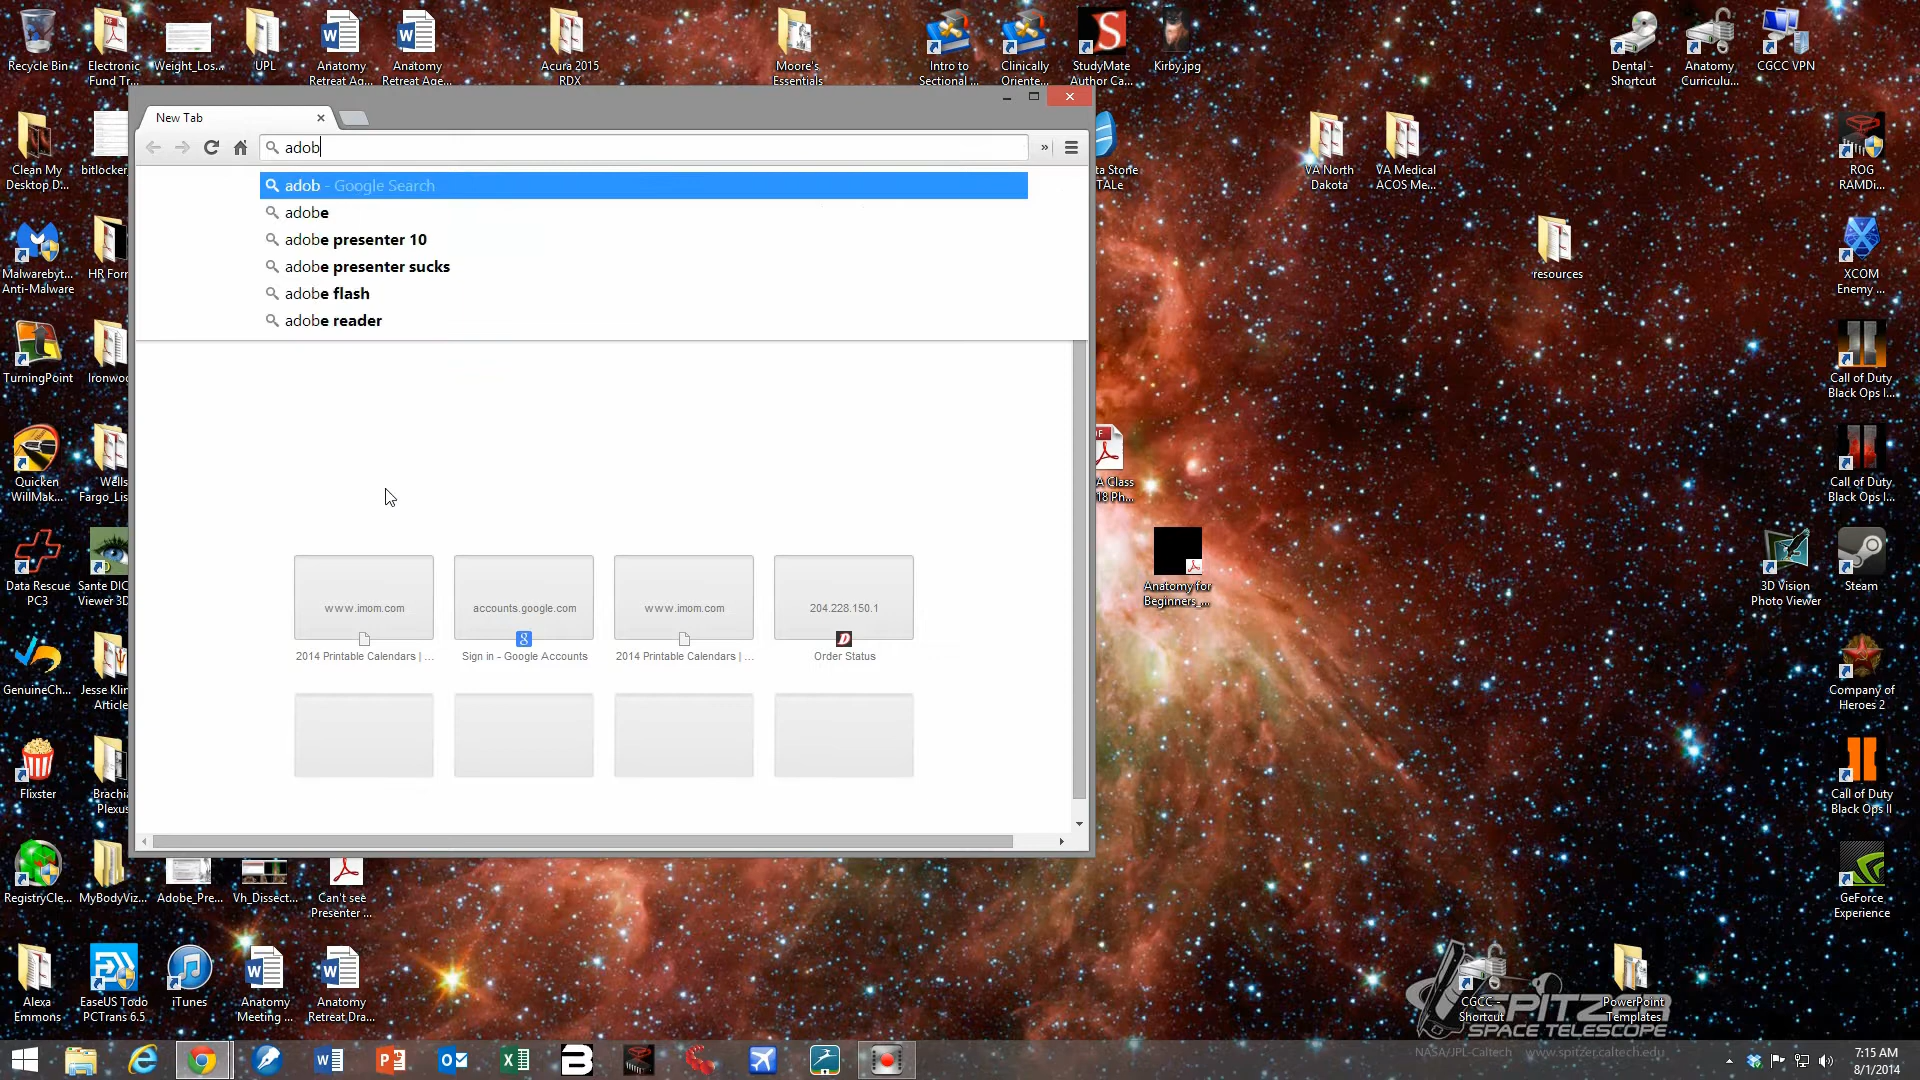 Recycle Bin
Electronic
Fund Tr...
Weight_Los...
UPL
Anatomy
Retreat Ag...
Anatomy
Retreat Age...
Acura 2015
RDX
Moore's
Essentials
Intro to
Sectional ...
Clinically
Oriente...
StudyMate
Author Ca...
Kirby.jpg
Dental -
Shortcut
Anatomy
Curriculu...
CGCC VPN
New Tab
adob
adob - Google Search
adobe
adobe presenter 10
adobe presenter sucks
adobe flash
adobe reader
www.imom.com
accounts.google.com
www.imom.com
204.228.150.1
2014 Printable Calendars | ...
Sign in - Google Accounts
2014 Printable Calendars | ...
Order Status
Clean My
Desktop D...
bitlocker
ta Stone
TALe
VA North
Dakota
VA Medical
ACOS Me...
ROG
RAMDi...
Malwarebyt...
Anti-Malware
HR For
resources
XCOM
Enemy ...
TurningPoint
Ironwo
Call of Duty
Black Ops I...
Quicken
WillMak...
Wells
Fargo_Lis
A Class
18 Ph...
Call of Duty
Black Ops I...
Data Rescue
PC3
Sante DIC
Viewer 3D
Anatomy for
Beginners_...
3D Vision
Photo Viewer
Steam
GenuineCh...
Jesse Klin
Article
Company of
Heroes 2
Flixster
Brachi
Plexus
Call of Duty
Black Ops II
RegistryCle...
MyBodyViz...
Adobe_Pre...
Vh_Dissect...
Can't see
Presenter ...
GeForce
Experience
Alexa
Emmons
EaseUS Todo
PCTrans 6.5
iTunes
Anatomy
Meeting ...
Anatomy
Retreat Dra...
CGCC -
Shortcut
PowerPoint
Templates
SPITZER
SPACE TELESCOPE
NASA/JPL-Caltech www.spitzer.caltech.edu
7:15 AM
8/1/2014